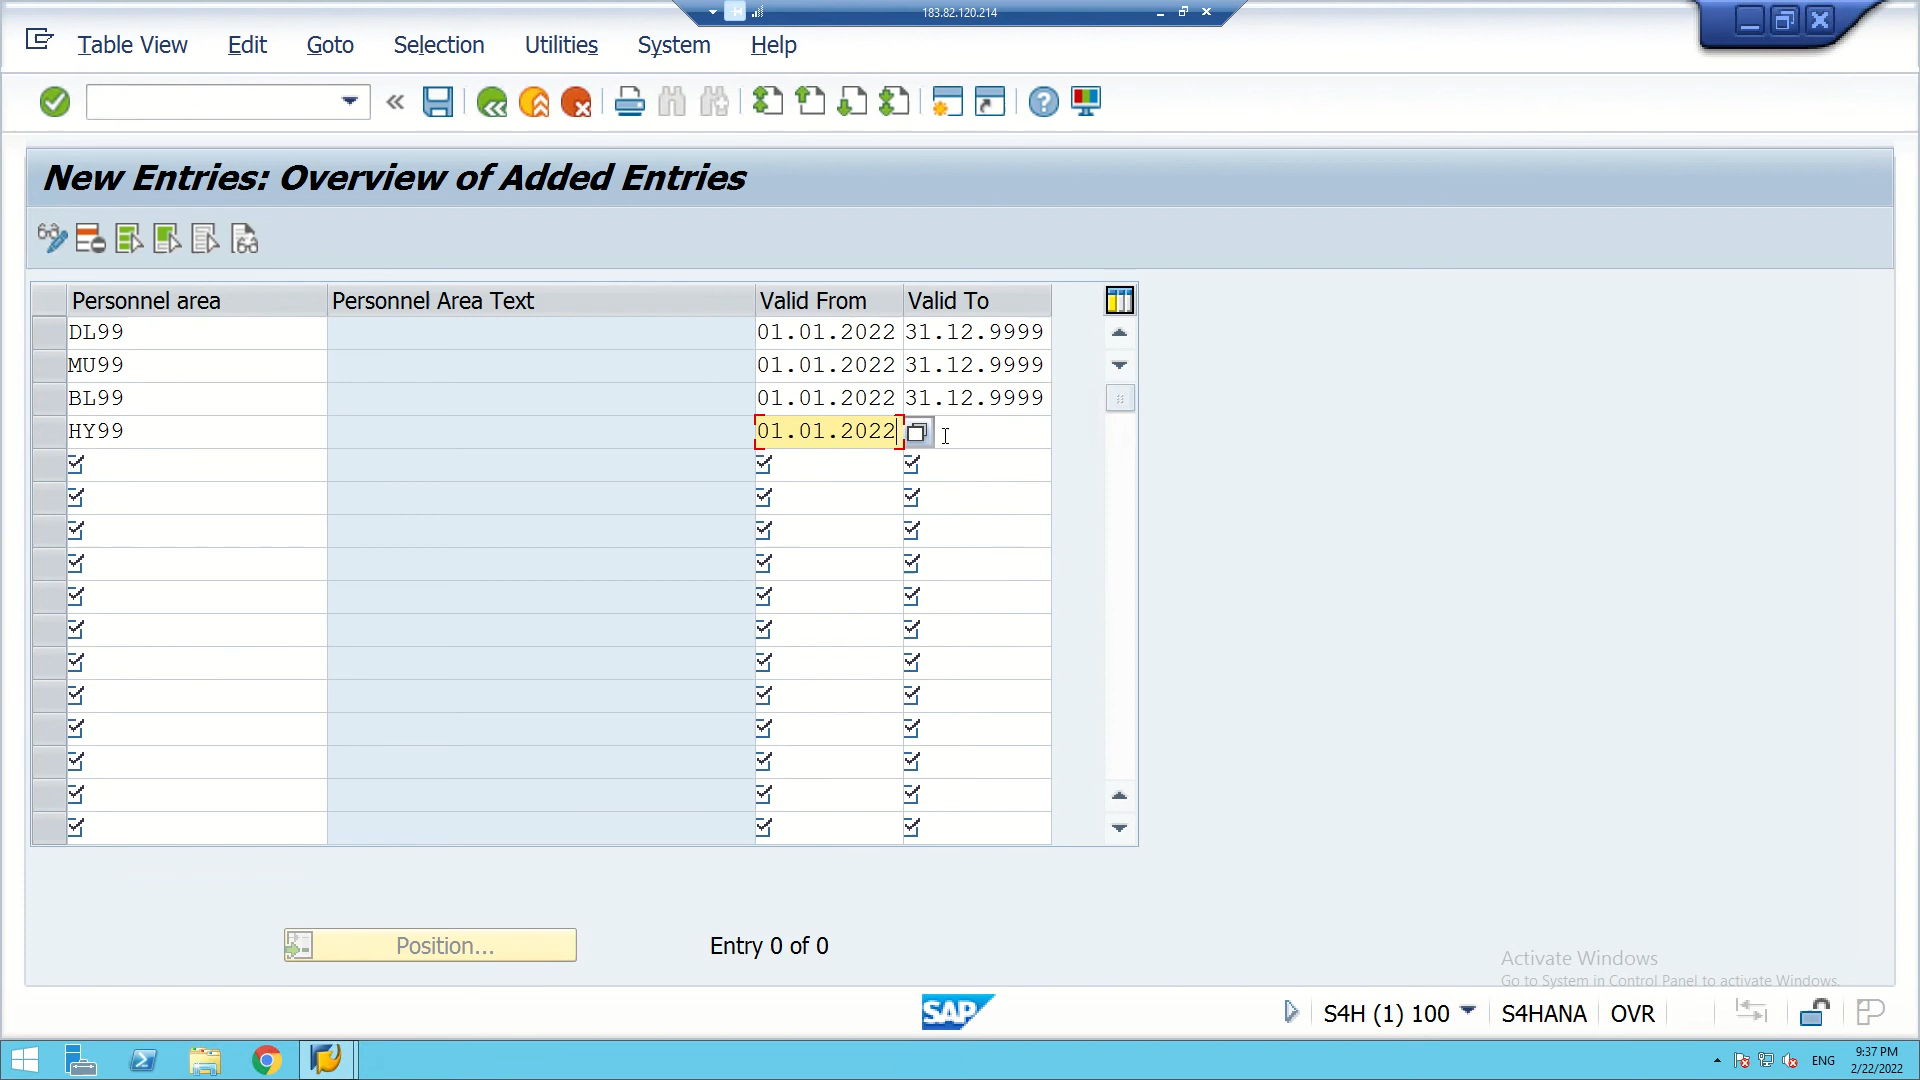 183.82.120.214
Table View Edit Goto Selection Utilities System Help
New Entries: Overview of Added Entries
Personnel area Personnel Area Text Valid From Valid To
DL99 01.01.2022 31.12.9999
MU99 01.01.2022 31.12.9999
BL99 01.01.2022 31.12.9999
HY99 01.01.2022
Position... Entry 0 of 0
Activate Windows
Go to System in Control Panel to activate Windows.
SAP S4H (1) 100 S4HANA OVR
ENG 9:37 PM
2/22/2022